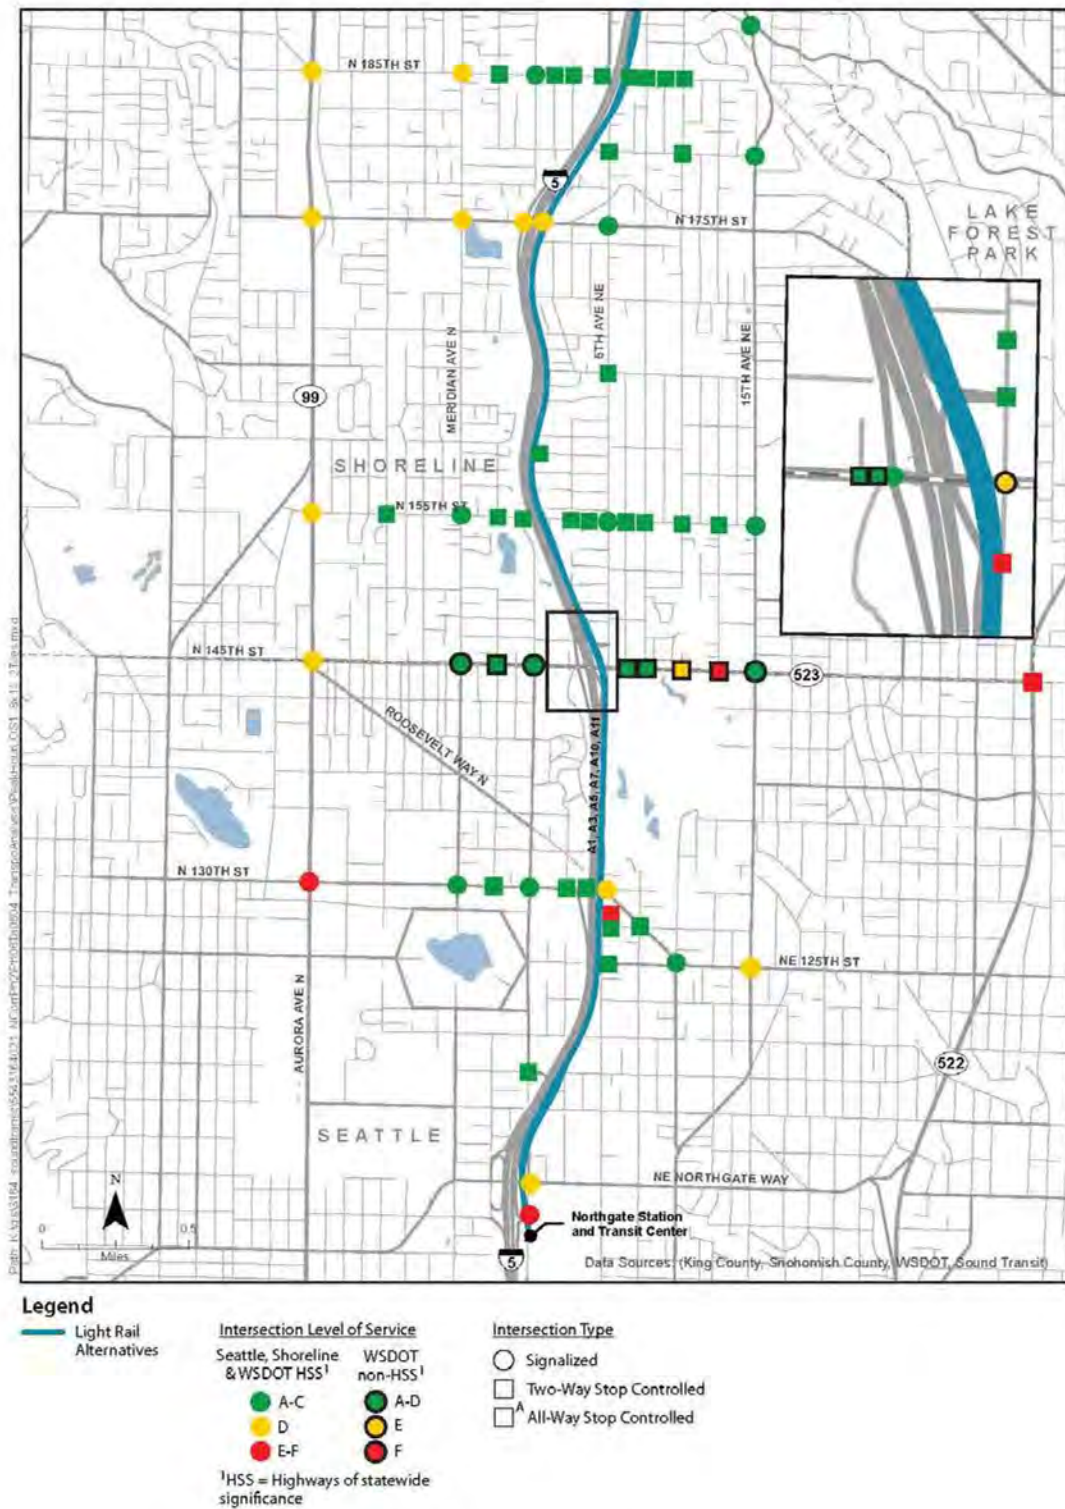 N 185TH ST
5
N 175TH ST
LAKE
FOREST
PARK
MERIDIAN AVE N
5TH AVE NE
15TH AVE NE
99
SHORELINE
N 155TH ST
N 145TH ST
523
ROOSEVELT WAY N
A1, A3, A5, A7, A10, A11
N 130TH ST
NE 125TH ST
AURORA AVE N
522
SEATTLE
NE NORTHGATE WAY
N
0 0.5
Miles
Northgate Station
and Transit Center
5
Data Sources: (King County, Snohomish County, WSDOT, Sound Transit)
Legend
Light Rail
Alternatives
Intersection Level of Service
Seattle, Shoreline
& WSDOT HSS¹
WSDOT
non-HSS¹
A-C
A-D
D
E
E-F
F
¹HSS = Highways of statewide
significance
Intersection Type
Signalized
Two-Way Stop Controlled
A
All-Way Stop Controlled